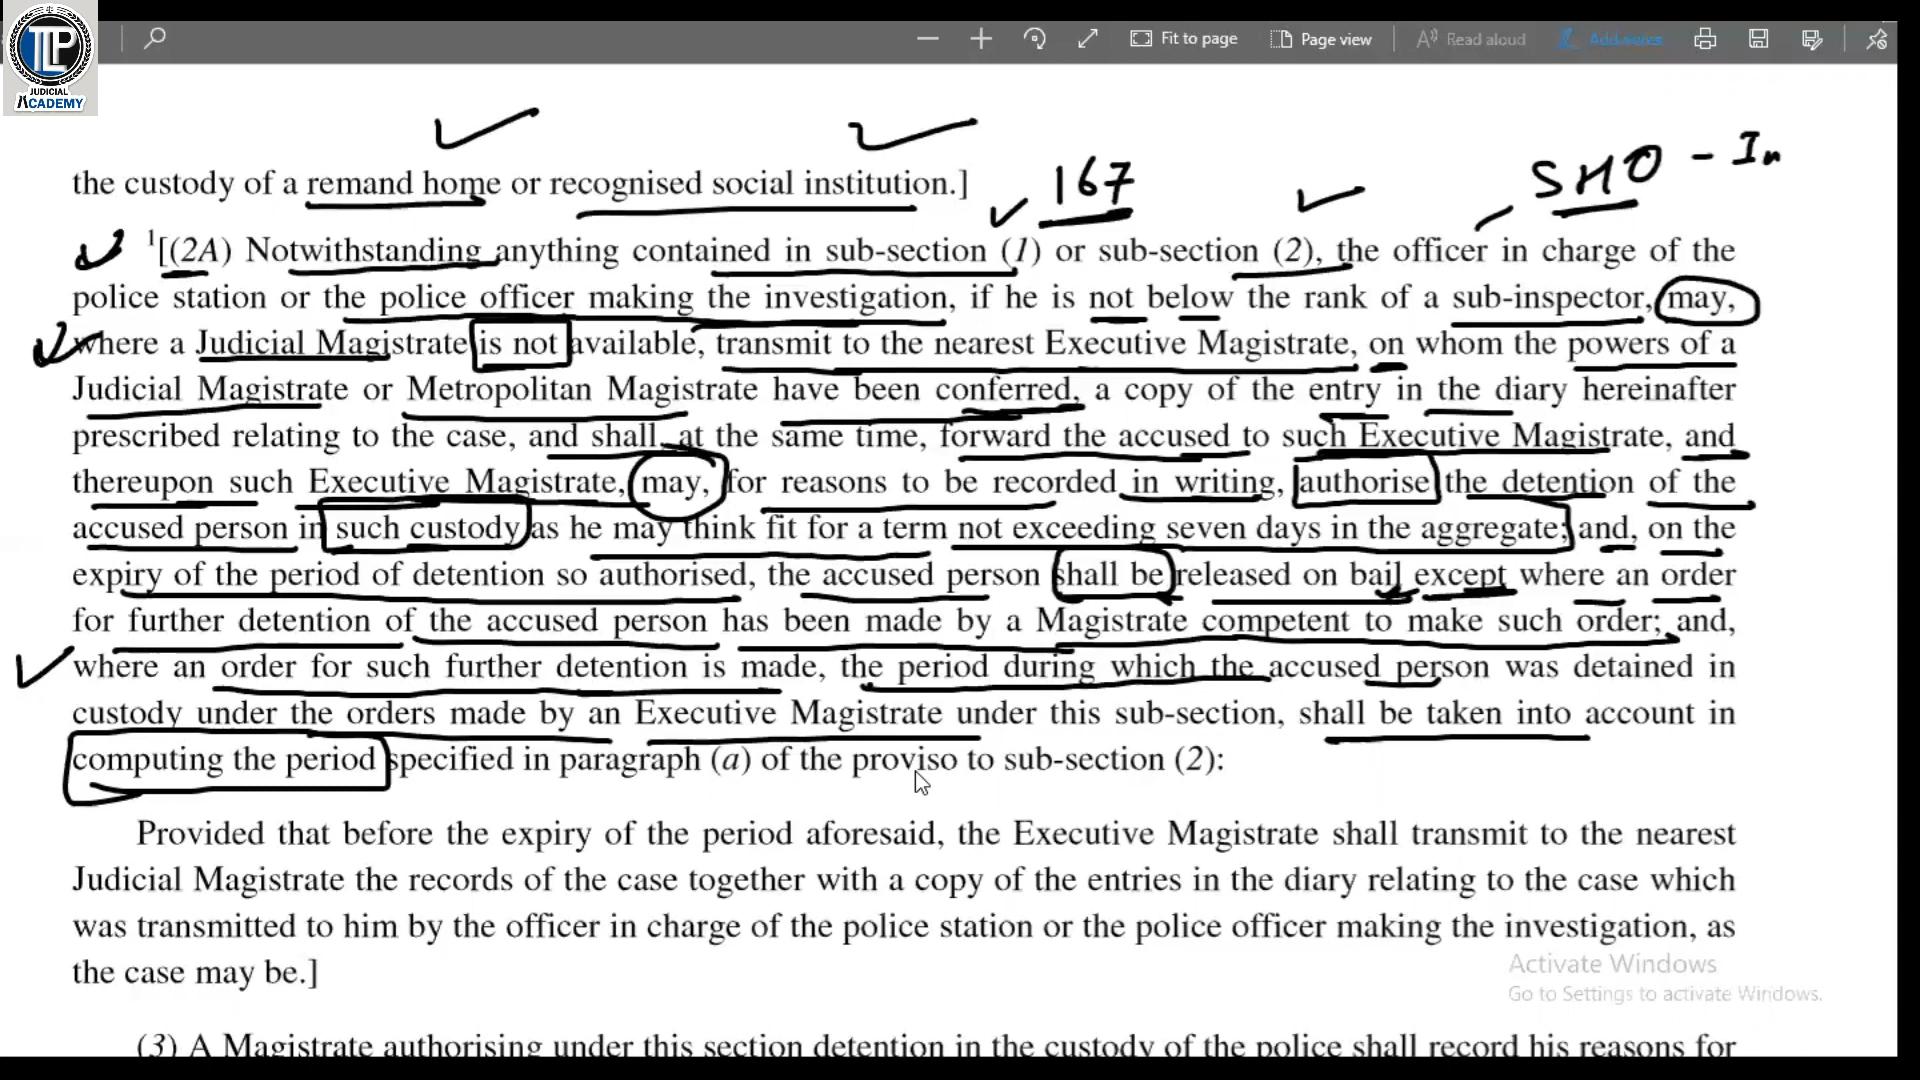 TLP
JUDICIAL
ACADEMY
Fit to page
Page view
Read aloud
Add notes
the custody of a remand home or recognised social institution.]
167
SHO - In
1[(2A) Notwithstanding anything contained in sub-section (1) or sub-section (2), the officer in charge of the
police station or the police officer making the investigation, if he is not below the rank of a sub-inspector, may,
where a Judicial Magistrate is not available, transmit to the nearest Executive Magistrate, on whom the powers of a
Judicial Magistrate or Metropolitan Magistrate have been conferred, a copy of the entry in the diary hereinafter
prescribed relating to the case, and shall, at the same time, forward the accused to such Executive Magistrate, and
thereupon such Executive Magistrate, may, for reasons to be recorded in writing, authorise the detention of the
accused person in such custody as he may think fit for a term not exceeding seven days in the aggregate; and, on the
expiry of the period of detention so authorised, the accused person shall be released on bail except where an order
for further detention of the accused person has been made by a Magistrate competent to make such order; and,
where an order for such further detention is made, the period during which the accused person was detained in
custody under the orders made by an Executive Magistrate under this sub-section, shall be taken into account in
computing the period specified in paragraph (a) of the proviso to sub-section (2):
Provided that before the expiry of the period aforesaid, the Executive Magistrate shall transmit to the nearest
Judicial Magistrate the records of the case together with a copy of the entries in the diary relating to the case which
was transmitted to him by the officer in charge of the police station or the police officer making the investigation, as
the case may be.]
Activate Windows
Go to Settings to activate Windows.
(3) A Magistrate authorising under this section detention in the custody of the police shall record his reasons for